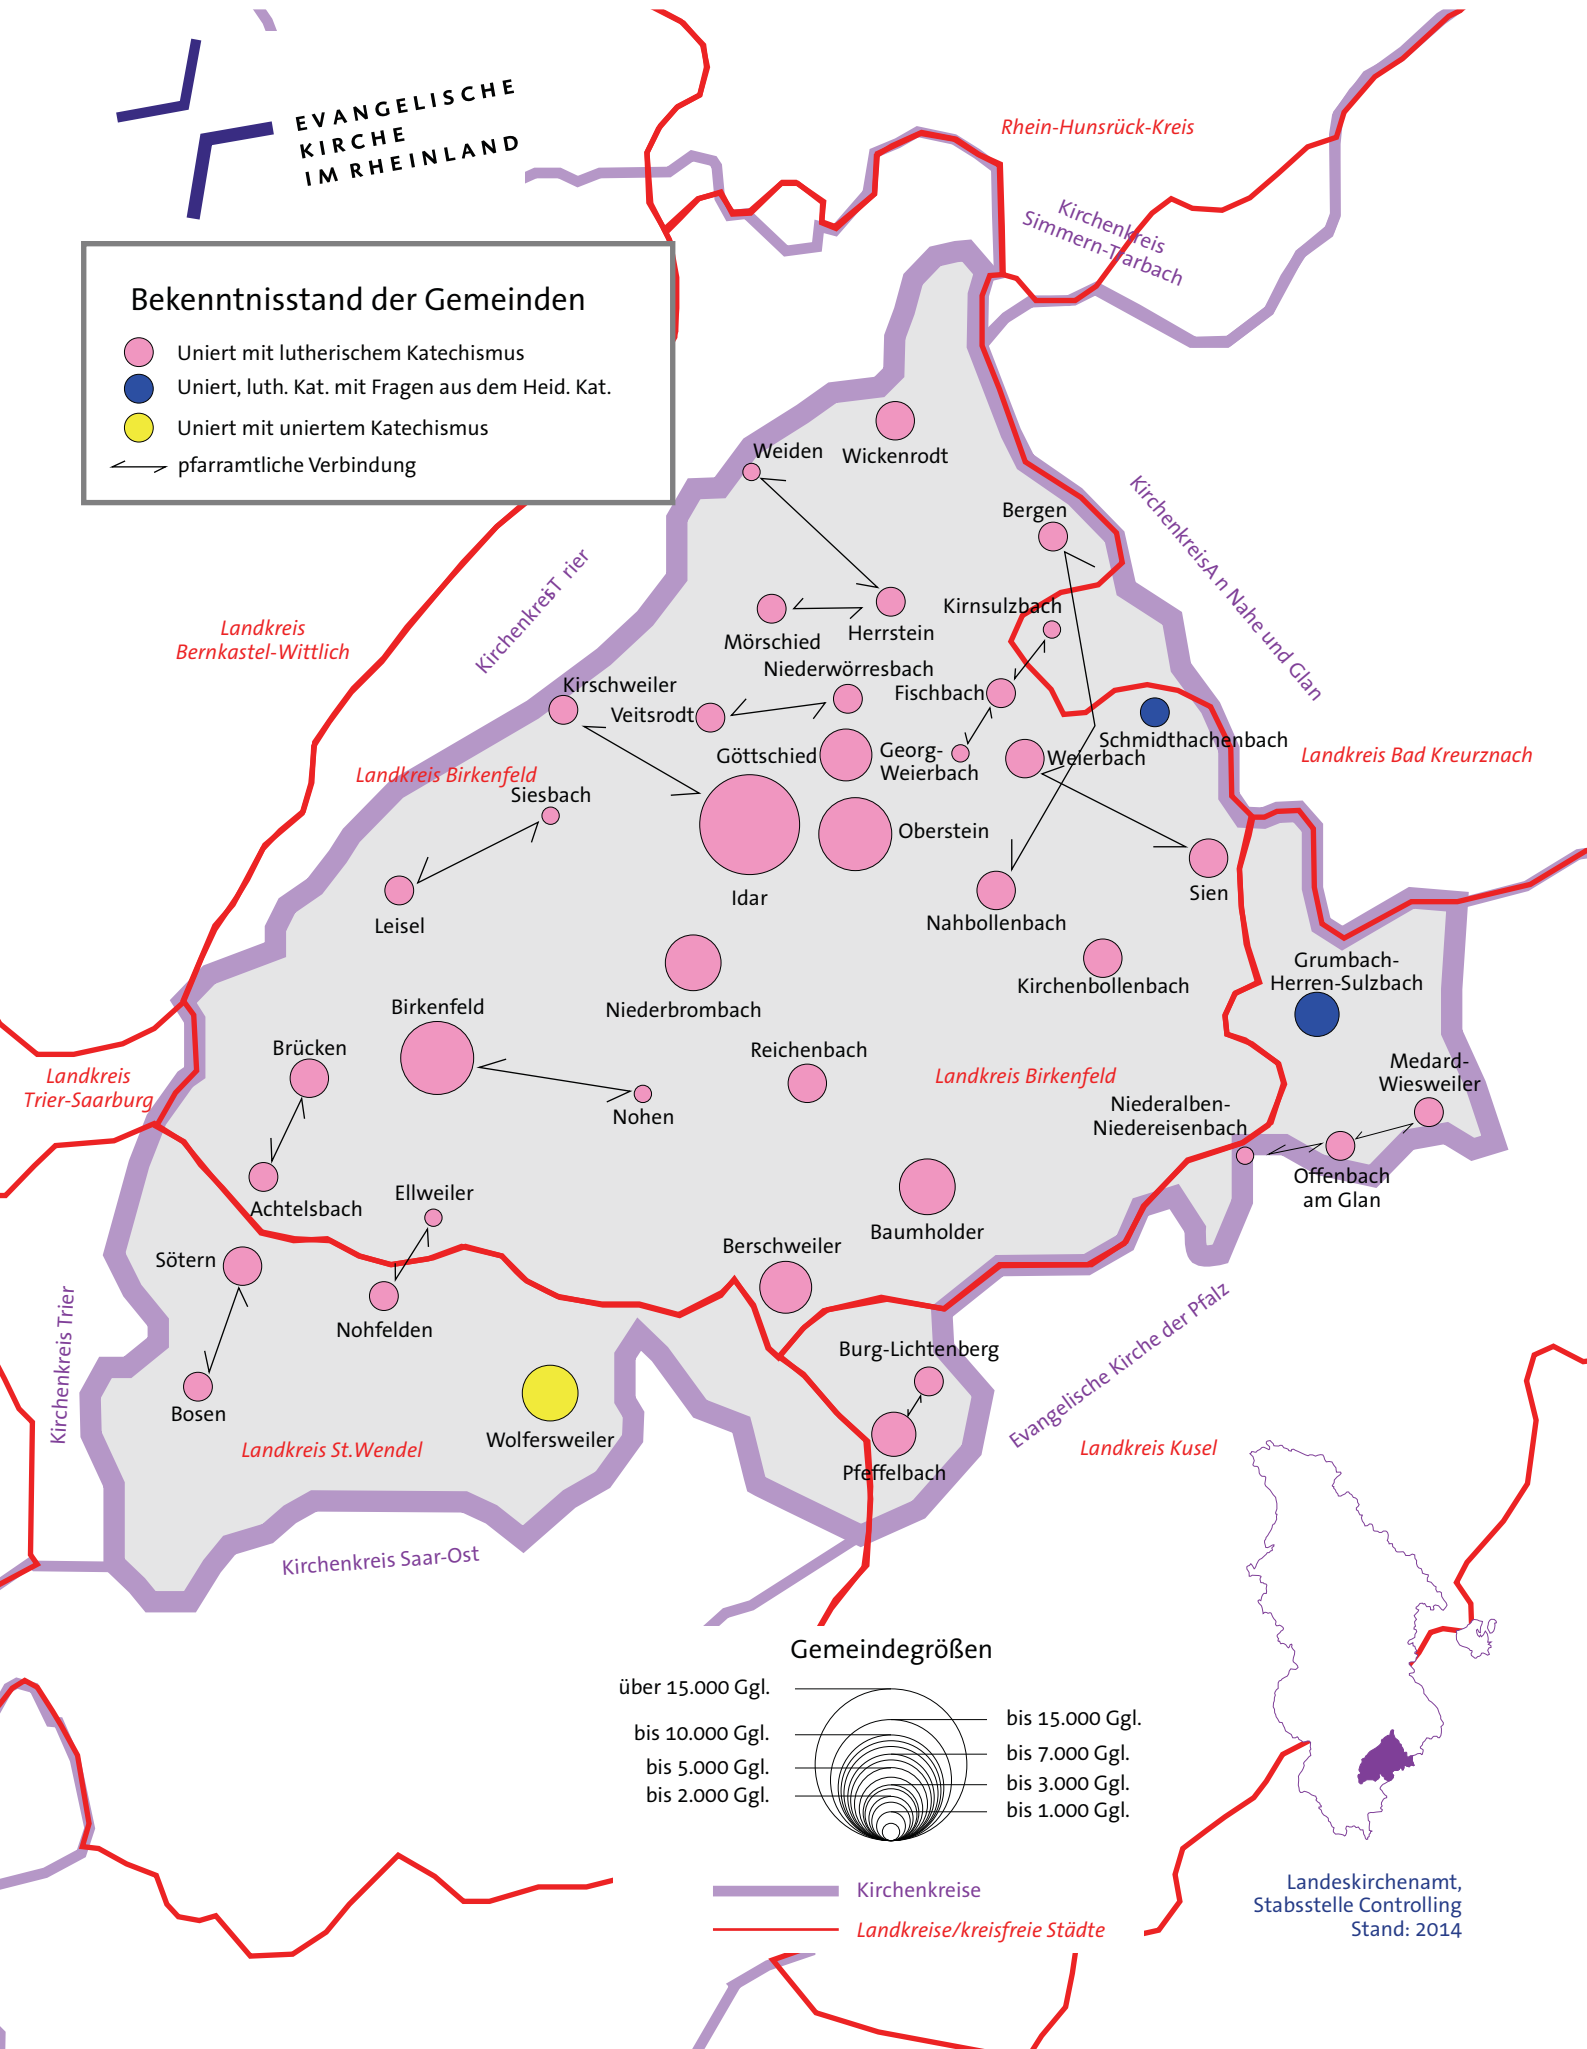 EVANGELISCHE
KIRCHE
IM RHEINLAND
Rhein-Hunsrück-Kreis
Kirchenkreis
Simmern-Trarbach
Bekenntnisstand der Gemeinden
Uniert mit lutherischem Katechismus
Uniert, luth. Kat. mit Fragen aus dem Heid. Kat.
Uniert mit uniertem Katechismus
pfarramtliche Verbindung
Weiden
Wickenrodt
Bergen
KirchenkreisA n Nahe und Glan
KirchenkreisT rier
Landkreis
Bernkastel-Wittlich
Kirnsulzbach
Mörschied
Herrstein
Niederwörresbach
Kirschweiler
Veitsrodt
Fischbach
Schmidthachenbach
Göttschied
Georg-
Weierbach
Weierbach
Landkreis Bad Kreurznach
Landkreis Birkenfeld
Siesbach
Oberstein
Idar
Sien
Leisel
Nahbollenbach
Kirchenbollenbach
Grumbach-
Herren-Sulzbach
Niederbrombach
Birkenfeld
Brücken
Reichenbach
Landkreis Birkenfeld
Medard-
Wiesweiler
Landkreis
Trier-Saarburg
Nohen
Niederalben-
Niedereisenbach
Offenbach
am Glan
Achtelsbach
Ellweiler
Baumholder
Sötern
Berschweiler
Nohfelden
Kirchenkreis Trier
Burg-Lichtenberg
Evangelische Kirche der Pfalz
Bosen
Wolfersweiler
Landkreis St.Wendel
Pfeffelbach
Landkreis Kusel
Kirchenkreis Saar-Ost
Gemeindegrößen
über 15.000 Ggl.
bis 15.000 Ggl.
bis 10.000 Ggl.
bis 7.000 Ggl.
bis 5.000 Ggl.
bis 3.000 Ggl.
bis 2.000 Ggl.
bis 1.000 Ggl.
Kirchenkreise
Landkreise/kreisfreie Städte
Landeskirchenamt,
Stabsstelle Controlling
Stand: 2014